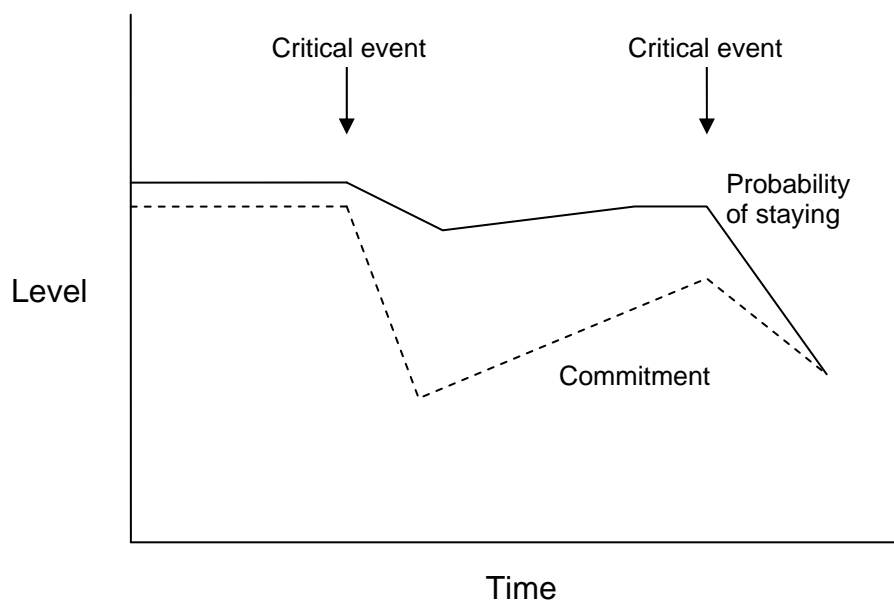 Critical event
Critical event
Probability
of staying
Level
Commitment
Time